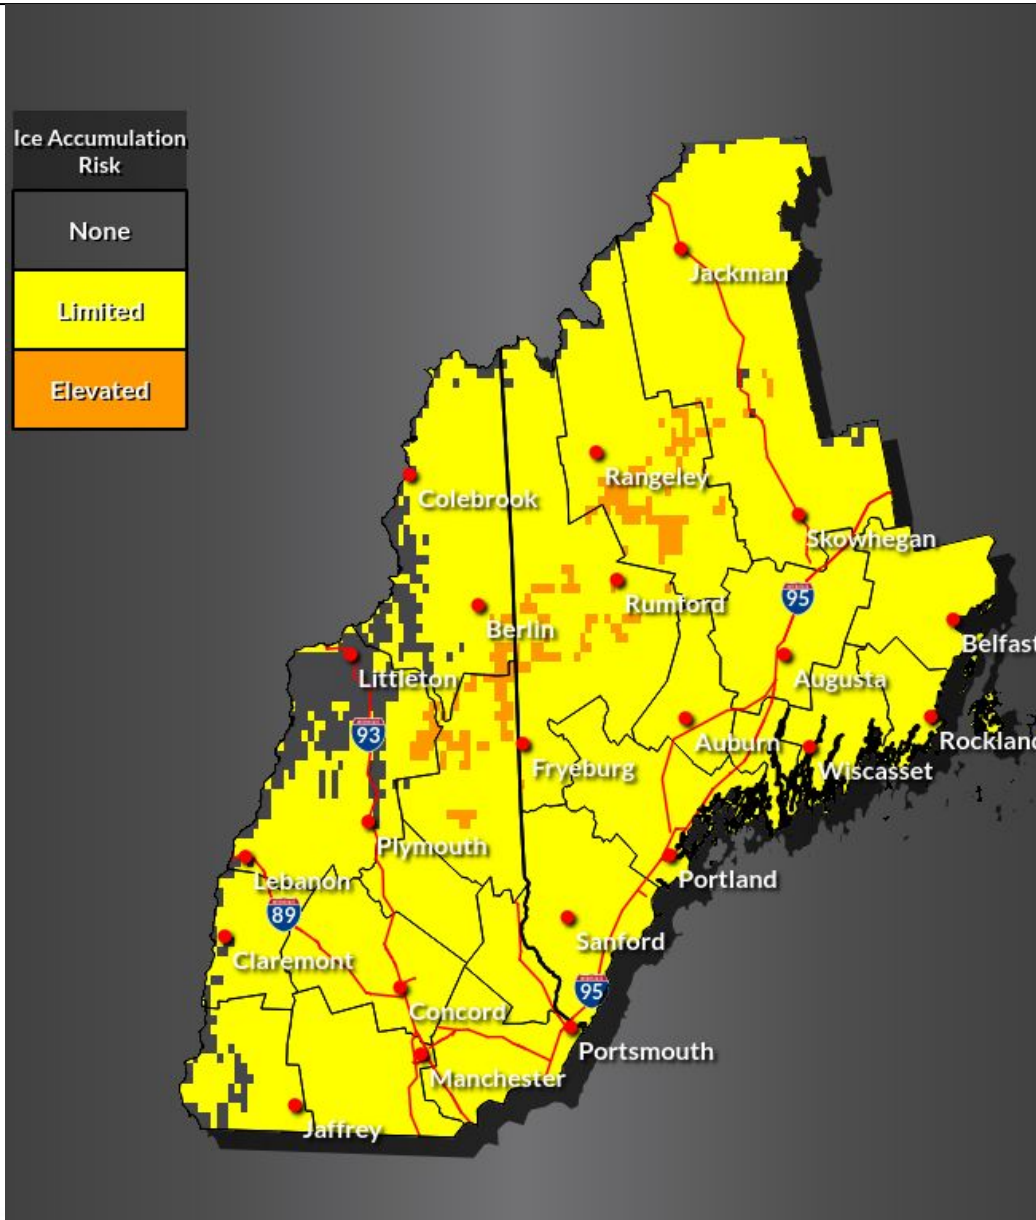 Ice Accumulation
Risk
None
Limited
Elevated
Jackman
Rangeley
Colebrook
Skowhegan
Rumford
95
Berlin
Belfast
Littleton
Augusta
93
Auburn
Rockland
Fryeburg
Wiscasset
Plymouth
Portland
Lebanon
89
Sanford
Claremont
95
Concord
Portsmouth
Manchester
Jaffrey